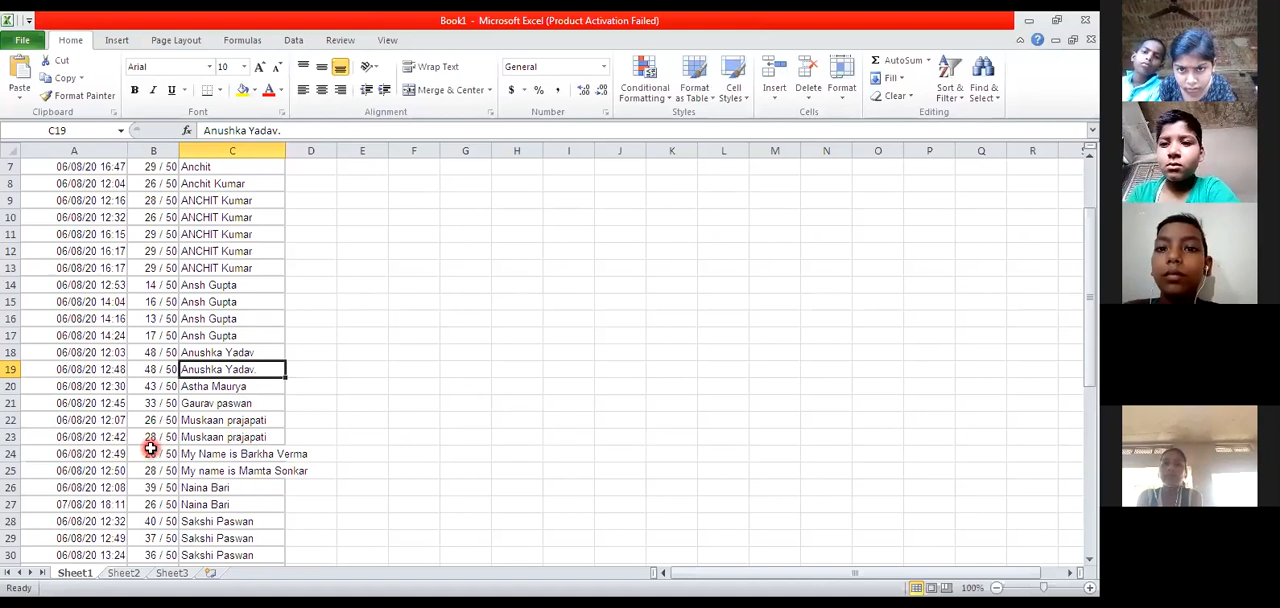 Book1 - Microsoft Excel (Product Activation Failed)
File Home Insert Page Layout Formulas Data Review View
Cut
Copy
Format Painter
Paste
Clipboard
Arial 10
B I U
Font
Wrap Text
Merge & Center
Alignment
General
$ % ,
Number
Conditional Formatting
Format as Table
Cell Styles
Styles
Insert Delete Format
Cells
AutoSum
Fill
Clear
Sort & Filter
Find & Select
Editing
C19 fx Anushka Yadav.
A B C D E F G H I J K L M N O P Q R
7 06/08/20 16:47 29 / 50 Anchit
8 06/08/20 12:04 26 / 50 Anchit Kumar
9 06/08/20 12:16 28 / 50 ANCHIT Kumar
10 06/08/20 12:32 26 / 50 ANCHIT Kumar
11 06/08/20 16:15 29 / 50 ANCHIT Kumar
12 06/08/20 16:17 29 / 50 ANCHIT Kumar
13 06/08/20 16:17 29 / 50 ANCHIT Kumar
14 06/08/20 12:53 14 / 50 Ansh Gupta
15 06/08/20 14:04 16 / 50 Ansh Gupta
16 06/08/20 14:16 13 / 50 Ansh Gupta
17 06/08/20 14:24 17 / 50 Ansh Gupta
18 06/08/20 12:03 48 / 50 Anushka Yadav
19 06/08/20 12:48 48 / 50 Anushka Yadav.
20 06/08/20 12:30 43 / 50 Astha Maurya
21 06/08/20 12:45 33 / 50 Gaurav paswan
22 06/08/20 12:07 26 / 50 Muskaan prajapati
23 06/08/20 12:42 28 / 50 Muskaan prajapati
24 06/08/20 12:49 / 50 My Name is Barkha Verma
25 06/08/20 12:50 28 / 50 My name is Mamta Sonkar
26 06/08/20 12:08 39 / 50 Naina Bari
27 07/08/20 18:11 26 / 50 Naina Bari
28 06/08/20 12:32 40 / 50 Sakshi Paswan
29 06/08/20 12:49 37 / 50 Sakshi Paswan
30 06/08/20 13:24 36 / 50 Sakshi Paswan
Sheet1 Sheet2 Sheet3
Ready 100%